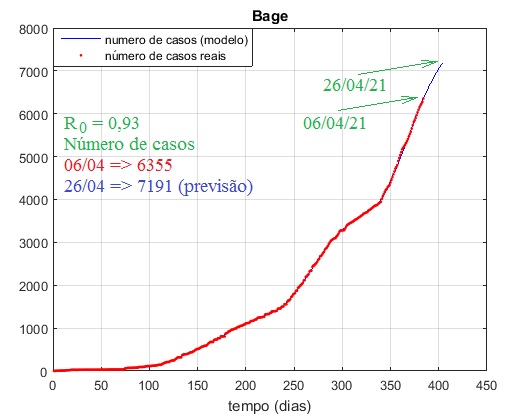 Bage
numero de casos (modelo)
número de casos reais
8000
7000
6000
5000
4000
3000
2000
1000
0
26/04/21
06/04/21
R0 = 0,93
Número de casos
06/04 => 6355
26/04 => 7191 (previsão)
0 50 100 150 200 250 300 350 400 450
tempo (dias)